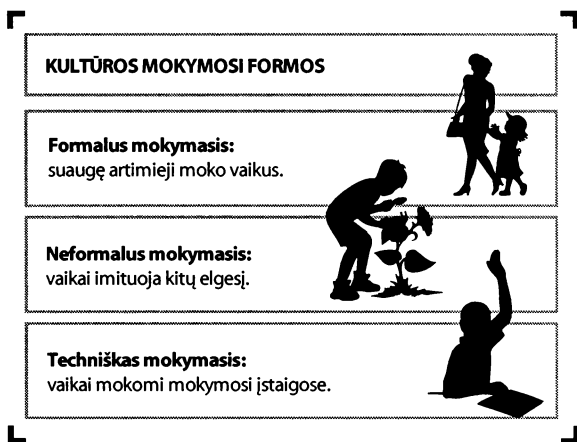 KULTŪROS MOKYMOSI FORMOS
Formalus mokymasis:
suaugę artimieji moko vaikus.
Neformalus mokymasis:
vaikai imituoja kitų elgesį.
Techniškas mokymasis:
vaikai mokomi mokymosi įstaigose.